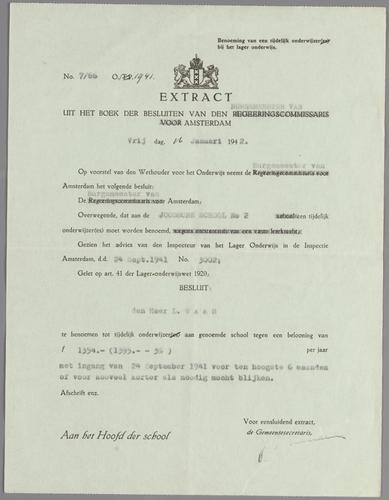 Benoeming van een tijdelijk onderwijzer(es)
bij het lager onderwijs.
No. 7/66 O. 1941.
EXTRACT
BURGEMEESTER VAN
UIT HET BOEK DER BESLUITEN VAN DEN REGEERINGSCOMMISSARIS
VOOR AMSTERDAM
Vrij dag, 16 Januari 1942.
Burgemeester van
Op voorstel van den Wethouder voor het Onderwijs neemt de Regeeringscommissaris voor
Amsterdam het volgende besluit:
Burgemeester van
De Regeeringscommissaris voor Amsterdam;
Overwegende, dat aan de JOODSCHE SCHOOL No 2 school een tijdelijk
onderwijzer(es) moet worden benoemd, wegens
Gezien het advies van den Inspecteur van het Lager Onderwijs in de Inspectie
Amsterdam, d.d. 24 Sept. 1941 No. 3002;
Gelet op art. 41 der Lager-onderwijswet 1920;
BESLUIT:
den Heer L. W A A S
te benoemen tot tijdelijk onderwijzer(es) aan genoemde school tegen een belooning van
f 1354.- (1395.- - 3%) per jaar
met ingang van 24 September 1941 voor ten hoogste 6 maanden
of voor zooveel korter als noodig mocht blijken.
Afschrift enz.
Voor eensluidend extract,
de Gemeentesecretaris,
Aan het Hoofd der school